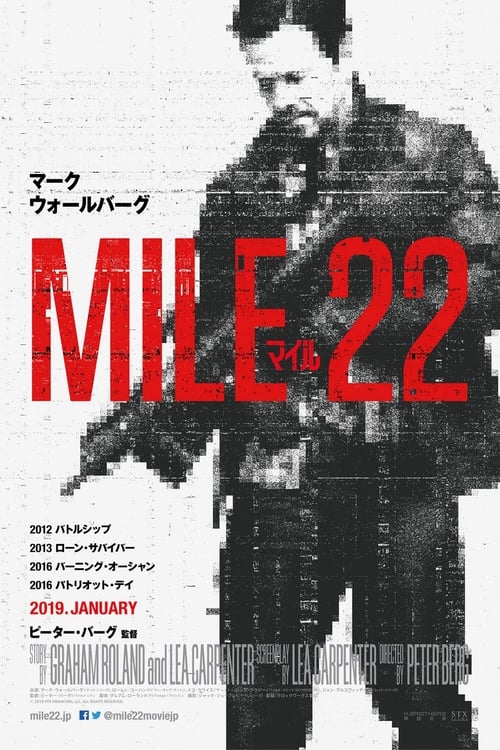 マーク
ウォールバーグ
MILE 22
マイル
2012 バトルシップ
2013 ローン・サバイバー
2016 バーニング・オーシャン
2016 パトリオット・デイ
2019. JANUARY
ピーター・バーグ 監督
STORY BY GRAHAM ROLAND and LEA CARPENTER SCREENPLAY BY LEA CARPENTER DIRECTED BY PETER BERG
H.BROTHERS STX
mile22.jp @mile22moviejp